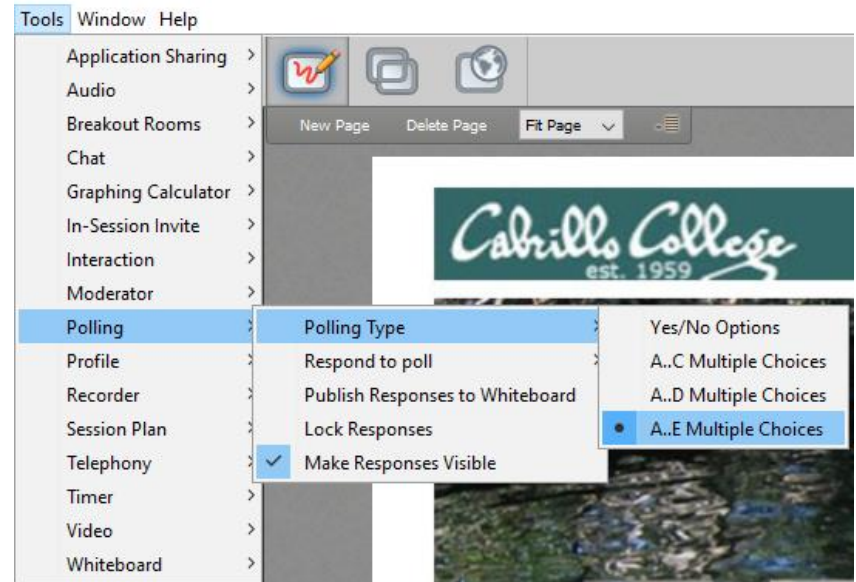 Tools Window Help
Application Sharing
Audio
Breakout Rooms
Chat
Graphing Calculator
In-Session Invite
Interaction
Moderator
Polling
Profile
Recorder
Session Plan
Telephony
Timer
Video
Whiteboard
New Page Delete Page Fit Page
Cabrillo College
est. 1959
Polling Type
Respond to poll
Publish Responses to Whiteboard
Lock Responses
Make Responses Visible
Yes/No Options
A..C Multiple Choices
A..D Multiple Choices
A..E Multiple Choices